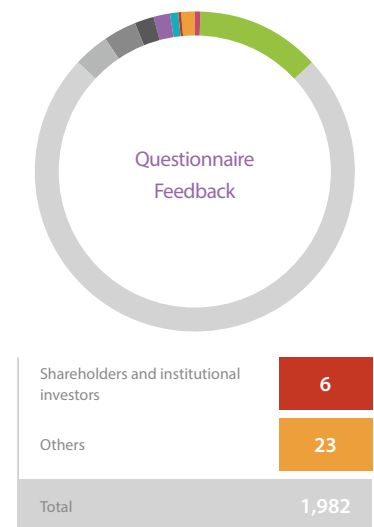 Questionnaire
Feedback
Shareholders and institutional
investors
6
Others
23
Total
1,982